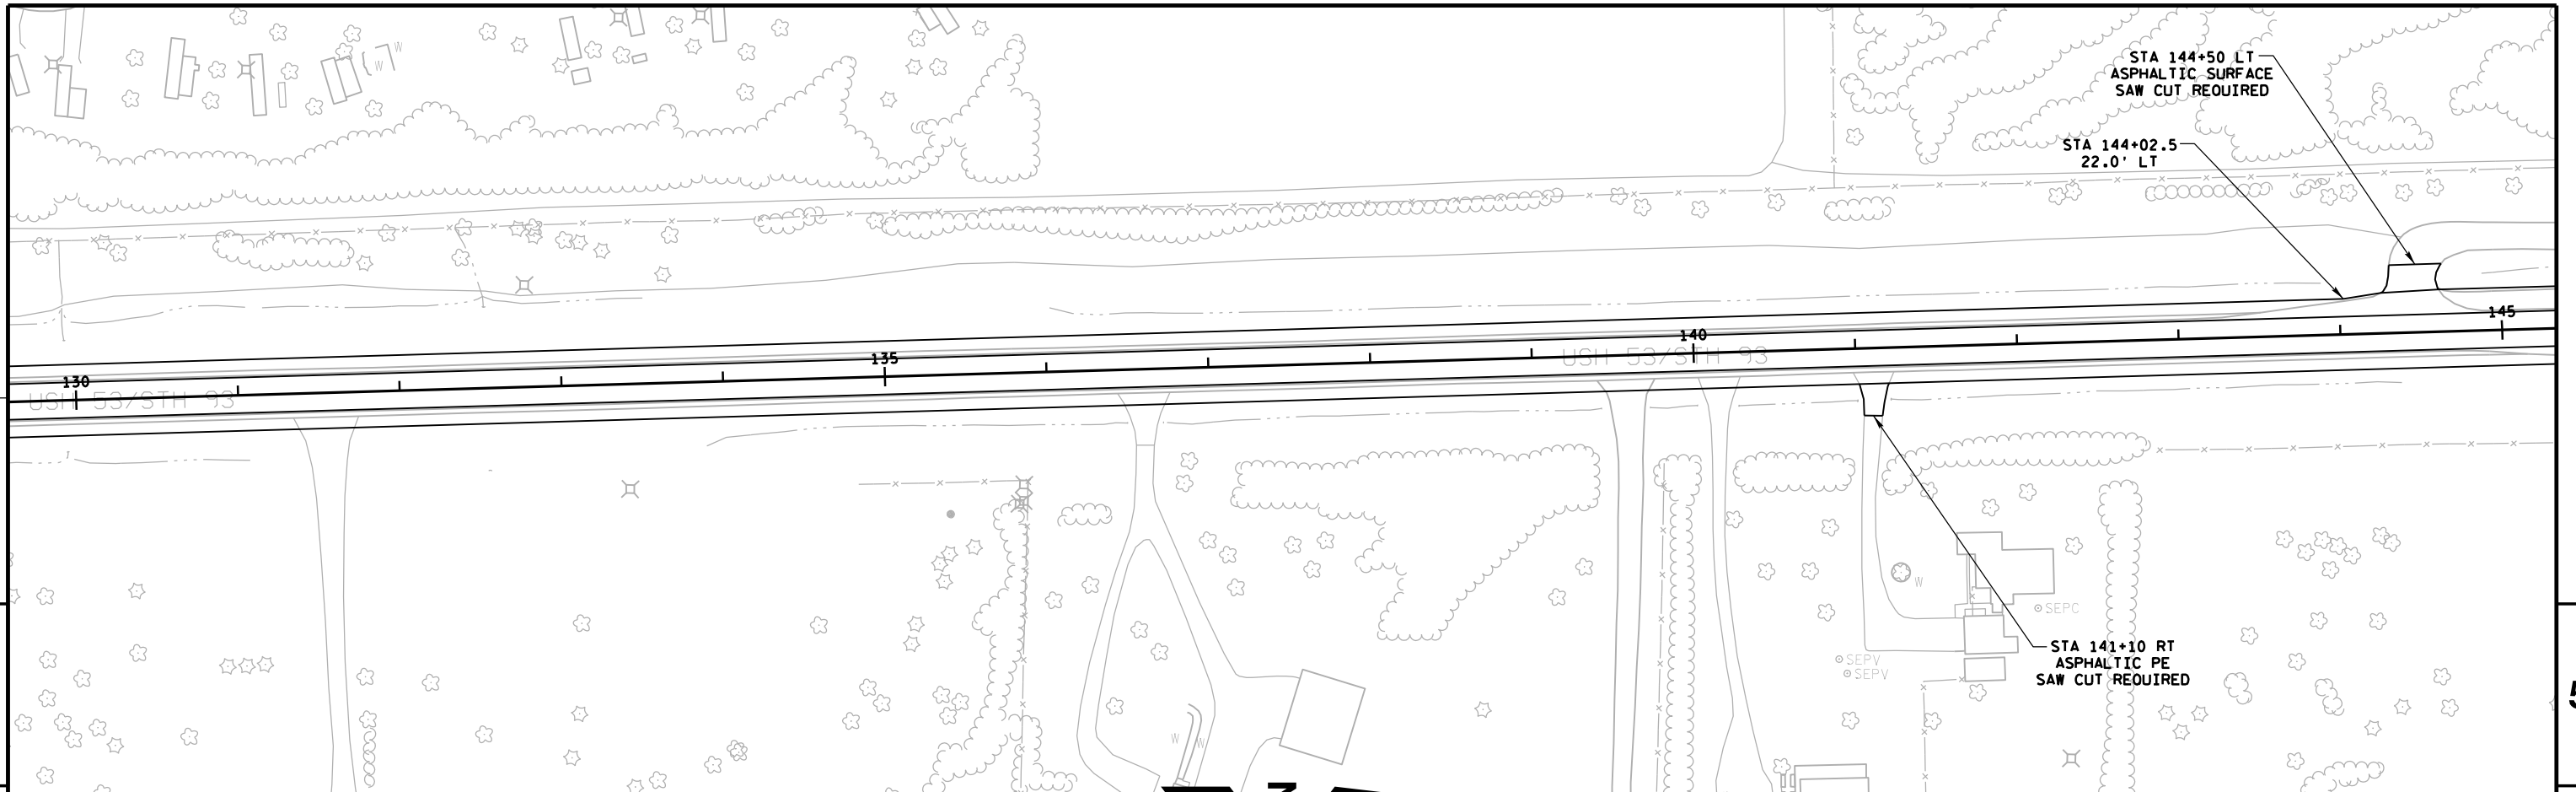 W
W
STA 144+50 LT
ASPHALTIC SURFACE
SAW CUT REQUIRED
STA 144+02.5
22.0' LT
145
140
USH 53/STH 93
135
130
USH 53/STH 93
W
SEPC
STA 141+10 RT
ASPHALTIC PE
SAW CUT REQUIRED
SEPV
SEPV
W
W